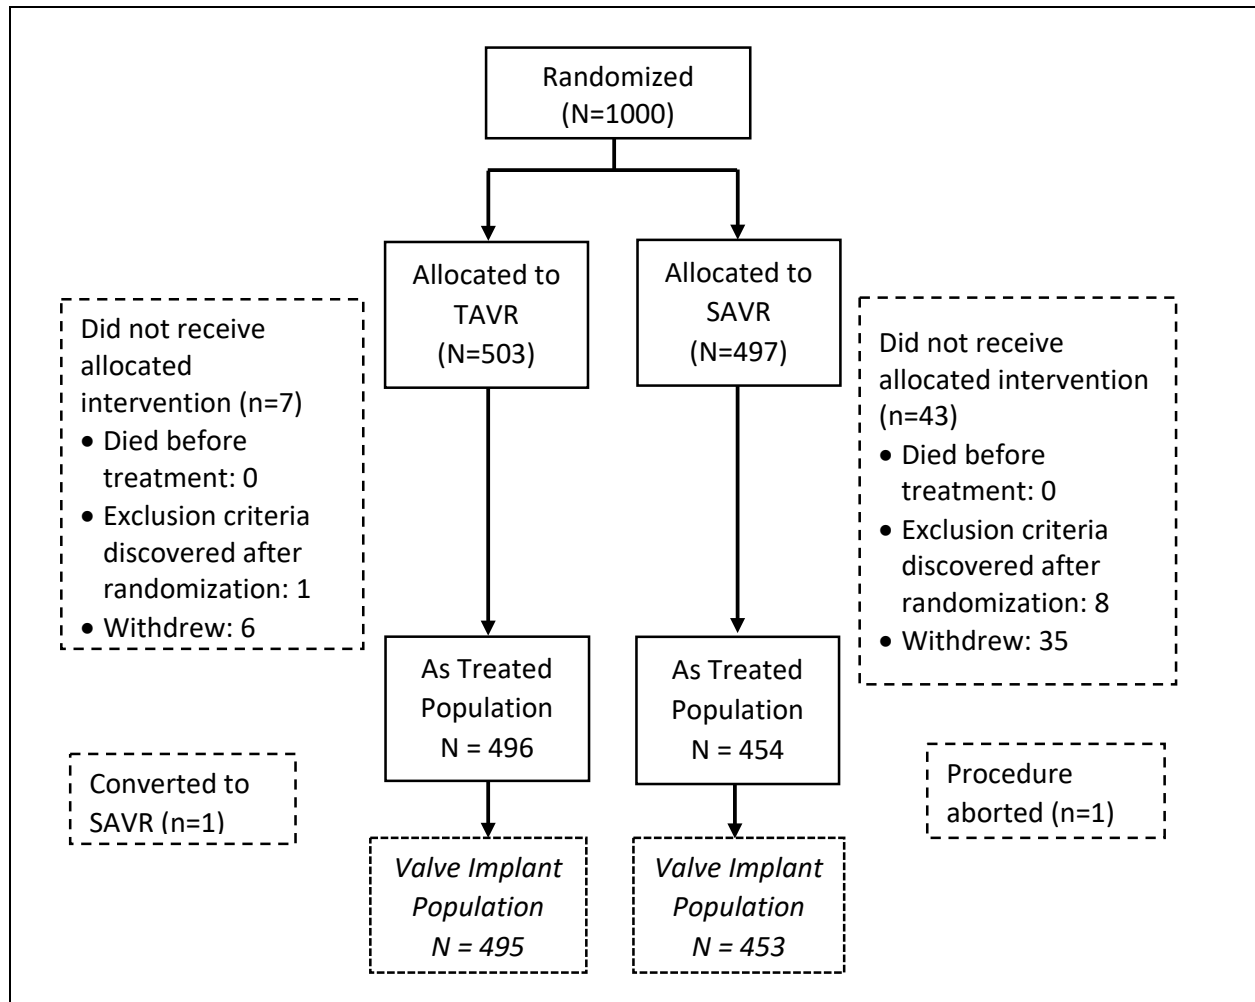 Randomized
(N=1000)
Allocated to
TAVR
(N=503)
Allocated to
SAVR
(N=497)
Did not receive
allocated
intervention (n=7)
• Died before
treatment: 0
• Exclusion criteria
discovered after
randomization: 1
• Withdrew: 6
Did not receive
allocated intervention
(n=43)
• Died before
treatment: 0
• Exclusion criteria
discovered after
randomization: 8
• Withdrew: 35
As Treated
Population
N = 496
As Treated
Population
N = 454
Converted to
SAVR (n=1)
Procedure
aborted (n=1)
Valve Implant
Population
N = 495
Valve Implant
Population
N = 453